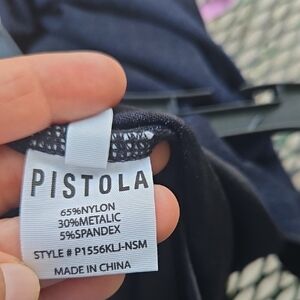 PISTOLA
65%NYLON
30%METALIC
5%SPANDEX
STYLE # P1556KLJ-NSM
MADE IN CHINA